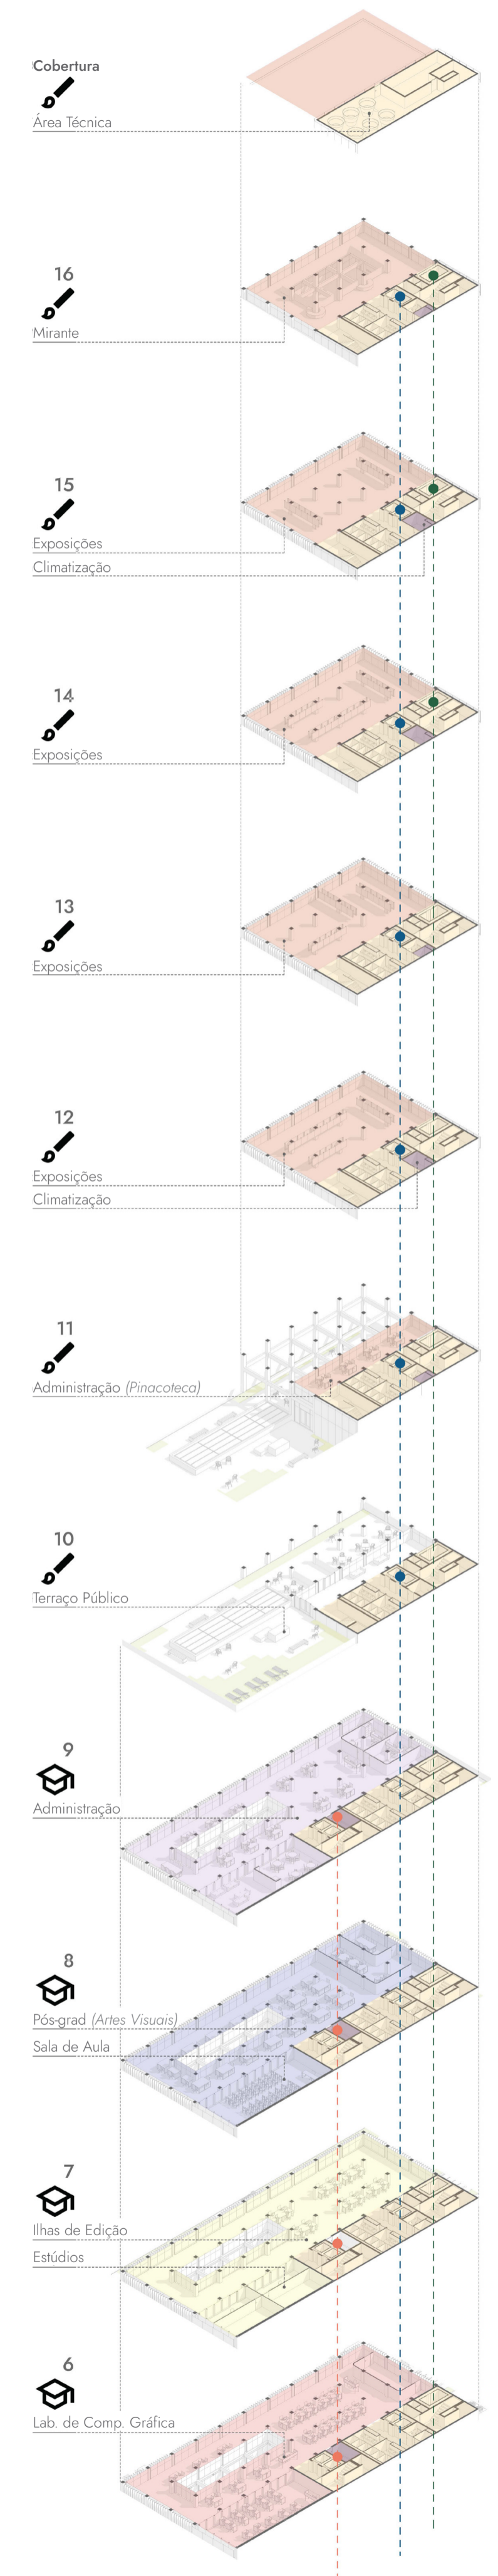 Cobertura
Área Técnica
16
Mirante
15
Exposições
Climatização
14
Exposições
13
Exposições
12
Exposições
Climatização
11
Administração (Pinacoteca)
10
Terraço Público
9
Administração
8
Pós-grad (Artes Visuais)
Sala de Aula
7
Ilhas de Edição
Estúdios
6
Lab. de Comp. Gráfica